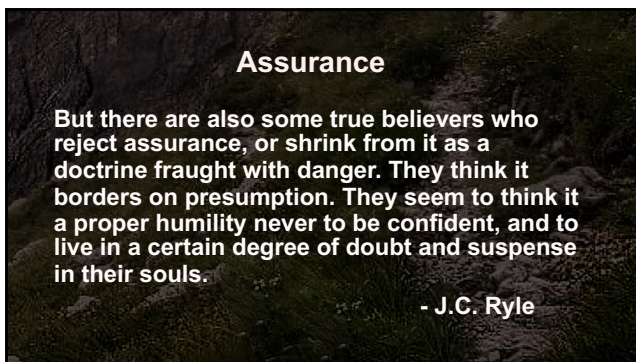 Assurance
But there are also some true believers who
reject assurance, or shrink from it as a
doctrine fraught with danger. They think it
borders on presumption. They seem to think it
a proper humility never to be confident, and to
live in a certain degree of doubt and suspense
in their souls.
- J.C. Ryle